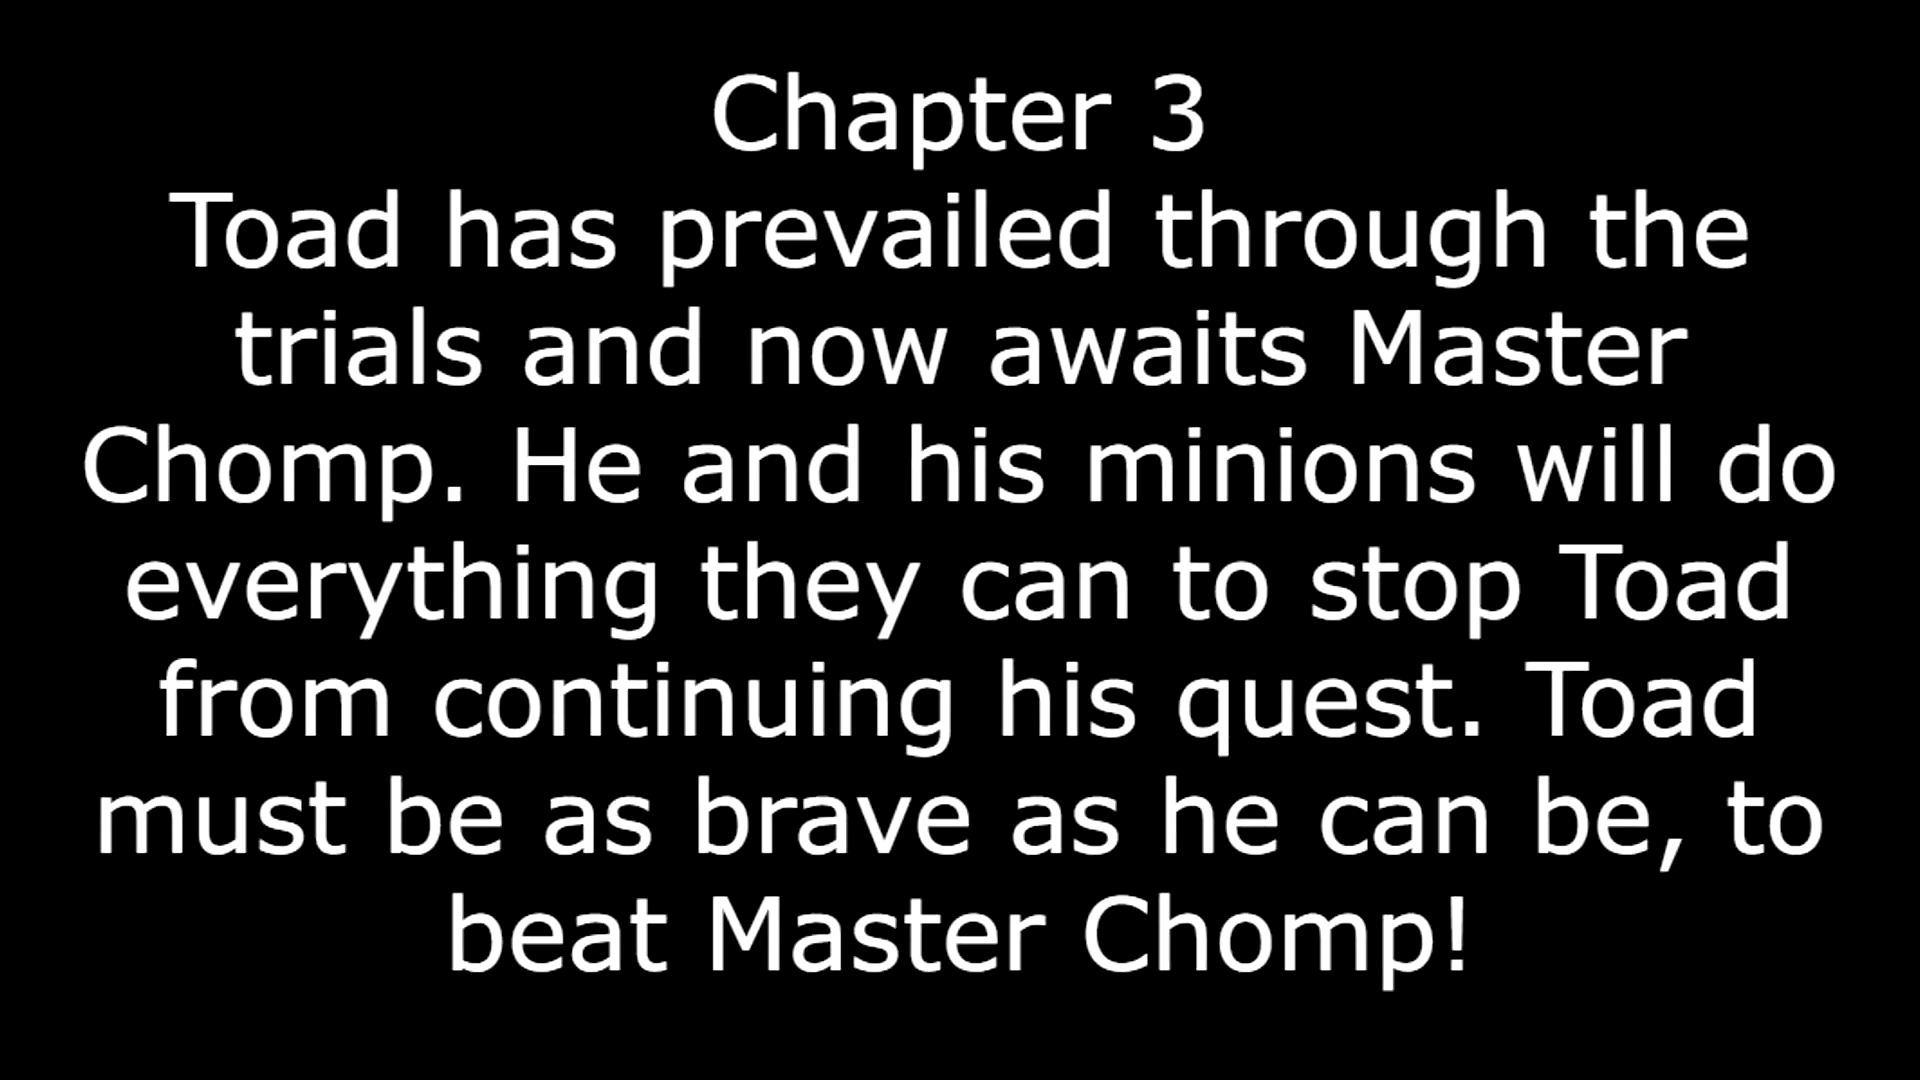 Chapter 3
Toad has prevailed through the
trials and now awaits Master
Chomp. He and his minions will do
everything they can to stop Toad
from continuing his quest. Toad
must be as brave as he can be, to
beat Master Chomp!